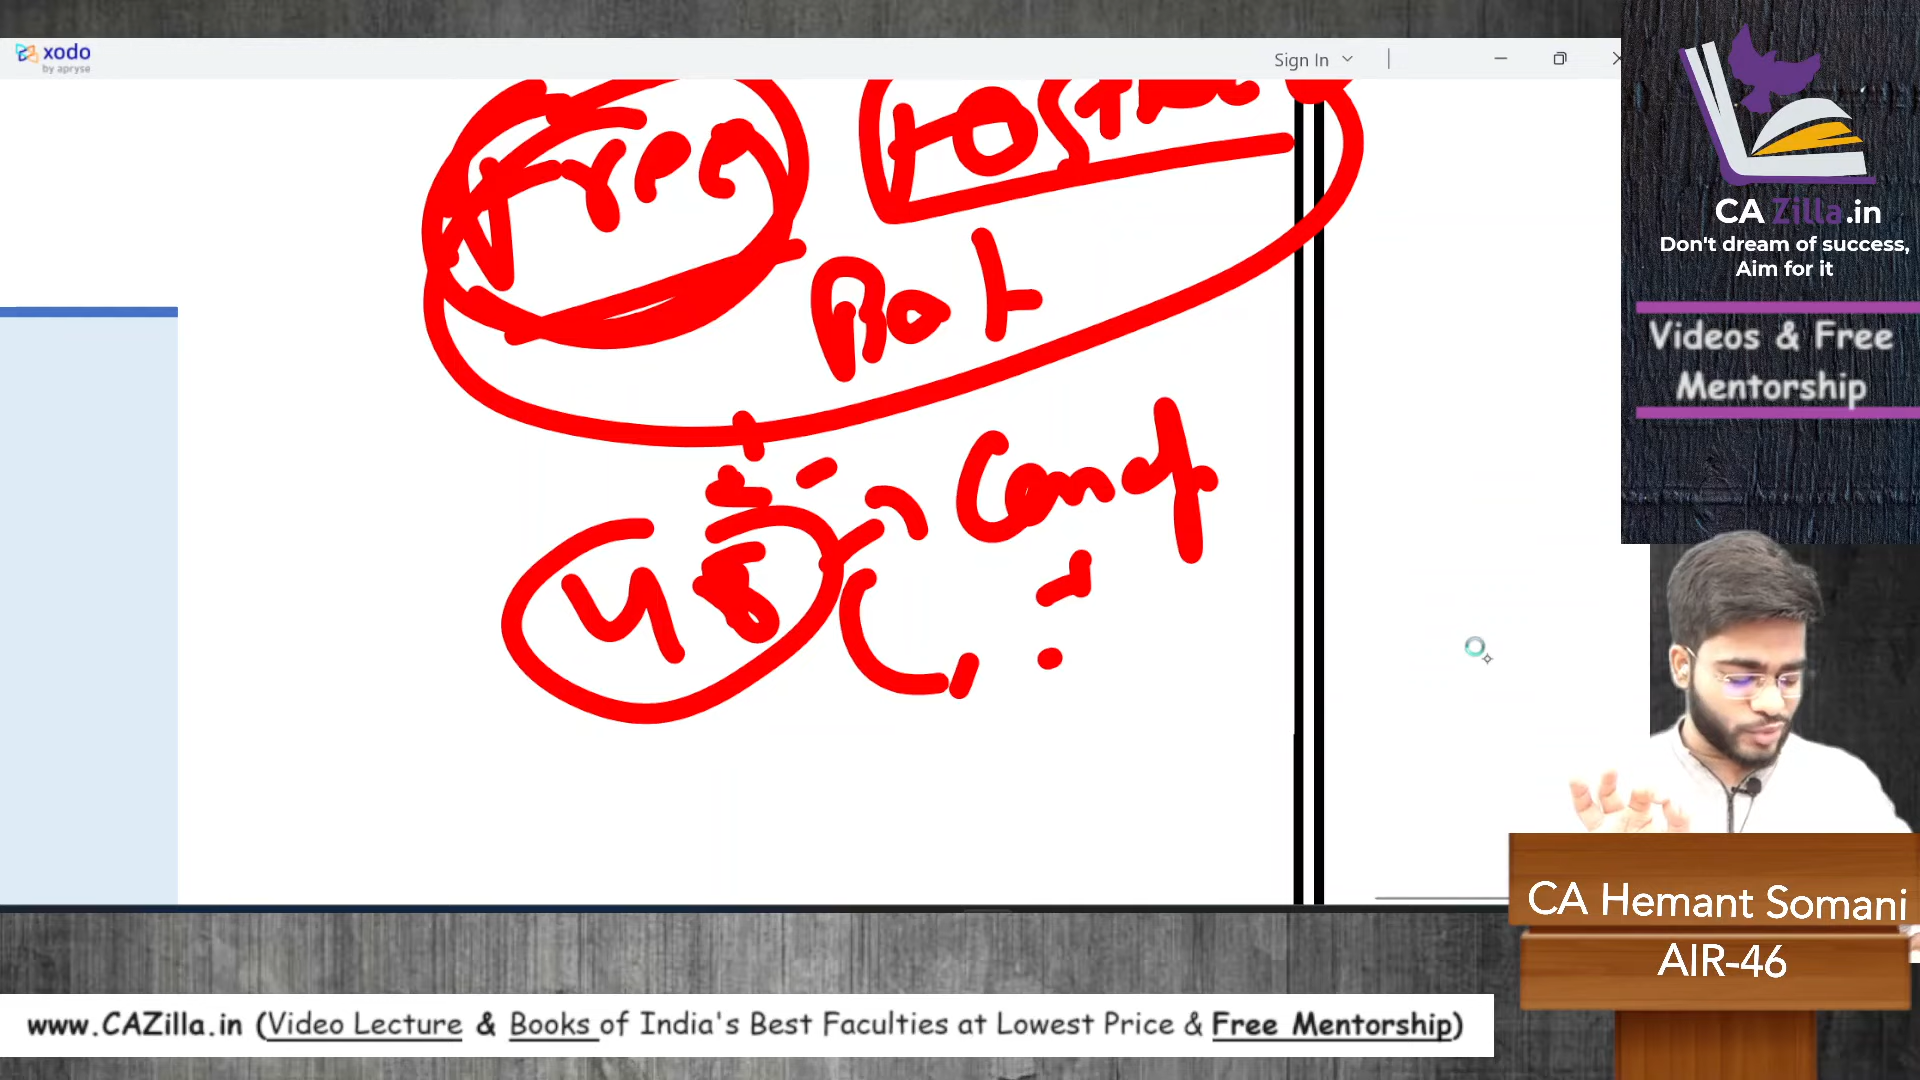 xodo
by apryse
Sign In
Free
Bot
CA Zilla.in
Don't dream of success,
Aim for it
Videos & Free
Mentorship
CA Hemant Somani
AIR-46
www.CAZilla.in (Video Lecture & Books of India's Best Faculties at Lowest Price & Free Mentorship)